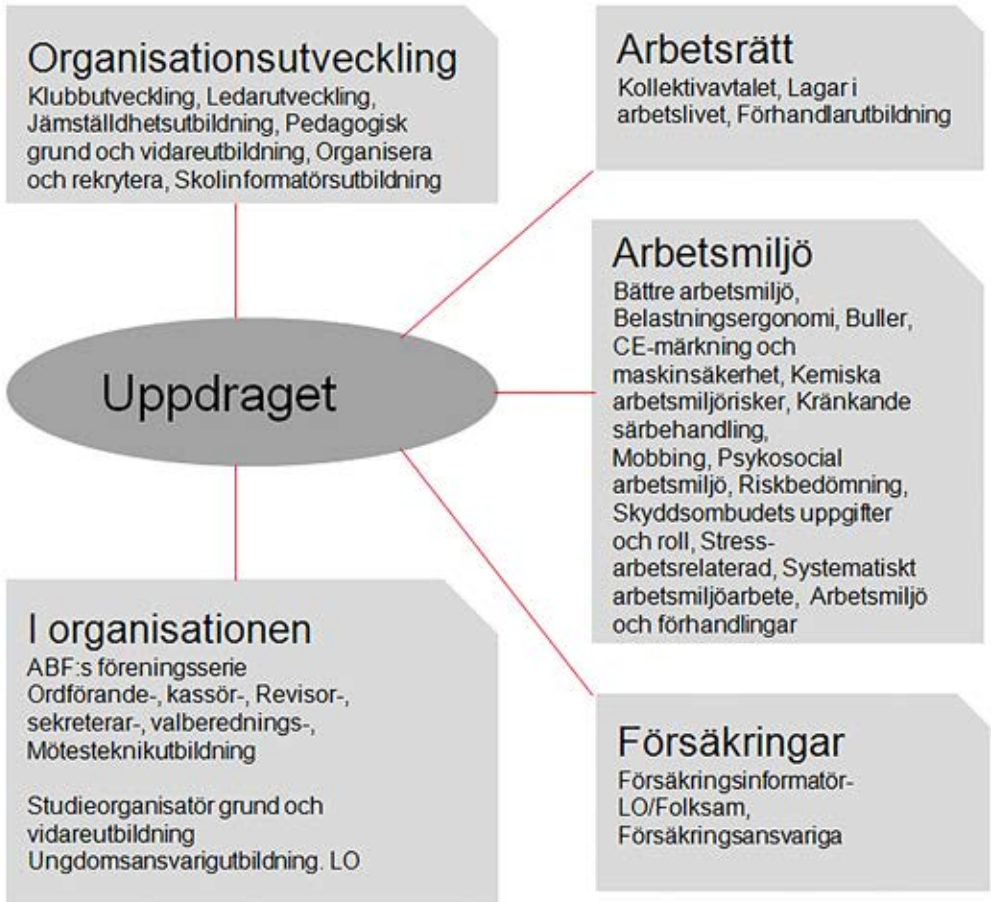 Organisationsutveckling
Klubbutveckling, Ledarutveckling,
Jämställdhetsutbildning, Pedagogisk
grund och vidareutbildning, Organisera
och rekrytera, Skolinformatörsutbildning
Arbetsrätt
Kollektivavtalet, Lagar i
arbetslivet, Förhandlarutbildning
Uppdraget
Arbetsmiljö
Bättre arbetsmiljö,
Belastningsergonomi, Buller,
CE-märkning och
maskinsäkerhet, Kemiska
arbetsmiljörisker, Kränkande
särbehandling,
Mobbing, Psykosocial
arbetsmiljö, Riskbedömning,
Skyddsombudets uppgifter
och roll, Stress-
arbetsrelaterad, Systematiskt
arbetsmiljöarbete, Arbetsmiljö
och förhandlingar
I organisationen
ABF:s föreningsserie
Ordförande-, kassör-, Revisor-,
sekreterar-, valberednings-,
Mötesteknikutbildning
Studieorganisatör grund och
vidareutbildning
Ungdomsansvarigutbildning. LO
Försäkringar
Försäkringsinformatör-
LO/Folksam,
Försäkringsansvariga